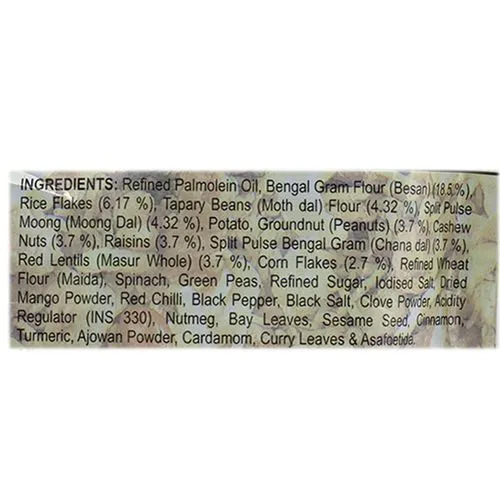 INGREDIENTS: Refined Palmolein Oil, Bengal Gram Flour (Besan) (18.5 %),
Rice Flakes (6.17 %), Tapary Beans (Moth dal) Flour (4.32 %), Split Pulse
Moong (Moong Dal) (4.32 %), Potato, Groundnut (Peanuts) (3.7 %), Cashew
Nuts (3.7 %), Raisins (3.7 %), Split Pulse Bengal Gram (Chana dal) (3.7 %),
Red Lentils (Masur Whole) (3.7 %), Corn Flakes (2.7 %), Refined Wheat
Flour (Maida), Spinach, Green Peas, Refined Sugar, Iodised Salt, Dried
Mango Powder, Red Chilli, Black Pepper, Black Salt, Clove Powder, Acidity
Regulator (INS 330), Nutmeg, Bay Leaves, Sesame Seed, Cinnamon,
Turmeric, Ajowan Powder, Cardamom, Curry Leaves & Asafoetida.